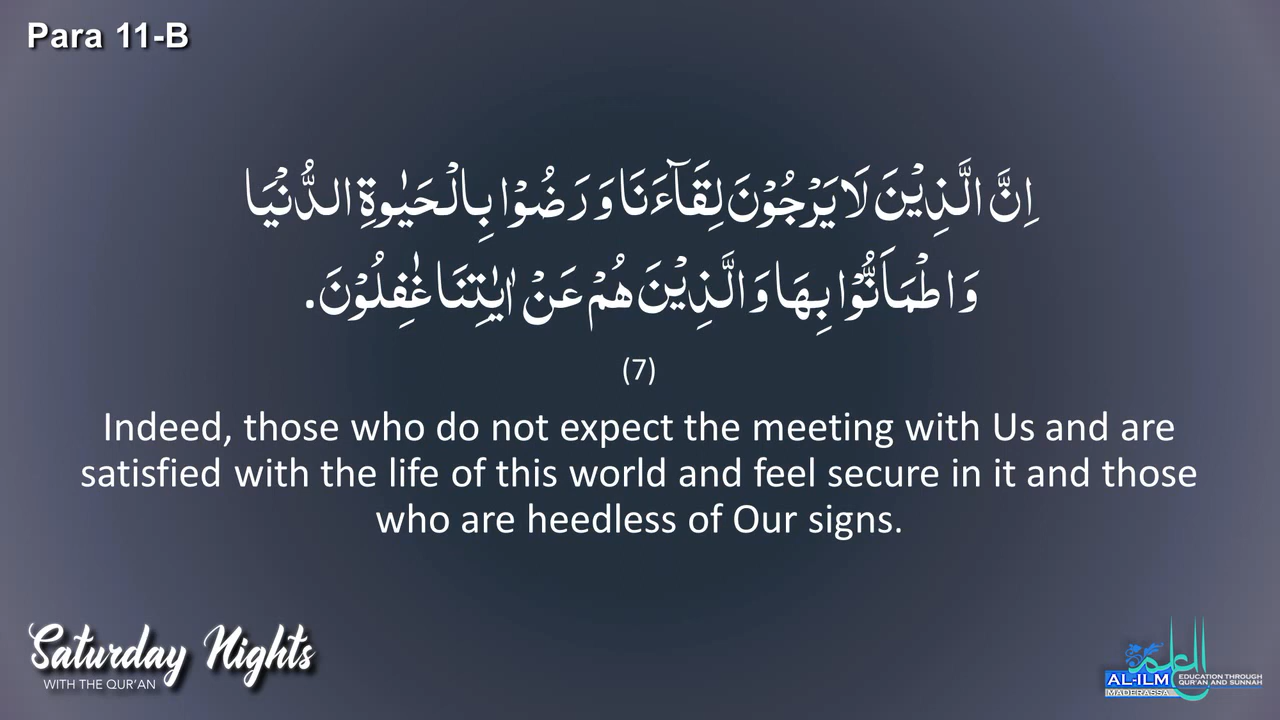 Para 11-B
اِنَّ الَّذِيْنَ لَا يَرْجُوْنَ لِقَآءَنَا وَ رَضُوْا بِالْحَيٰوةِ الدُّنْيَا
وَ اطْمَاَنُّوْا بِهَا وَ الَّذِيْنَ هُمْ عَنْ اٰيٰتِنَا غٰفِلُوْنَ.
(7)
Indeed, those who do not expect the meeting with Us and are
satisfied with the life of this world and feel secure in it and those
who are heedless of Our signs.
Saturday Nights
WITH THE QUR'AN
العلم
AL-ILM
MADERASSA
EDUCATION THROUGH
QUR'AN AND SUNNAH